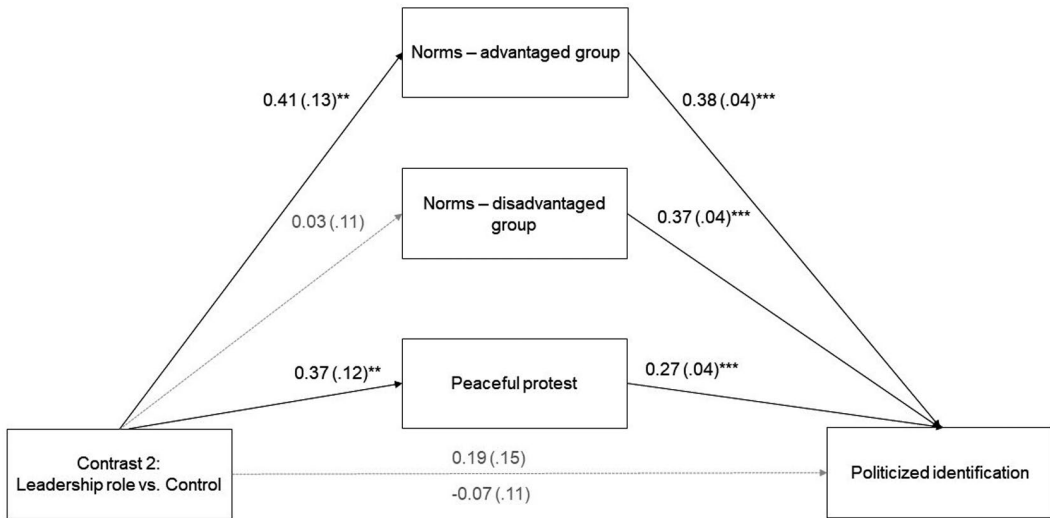 Norms – advantaged group
0.41 (.13)**
0.38 (.04)***
Norms – disadvantaged
group
0.03 (.11)
0.37 (.04)***
Peaceful protest
0.37 (.12)**
0.27 (.04)***
Contrast 2:
Leadership role vs. Control
0.19 (.15)
-0.07 (.11)
Politicized identification